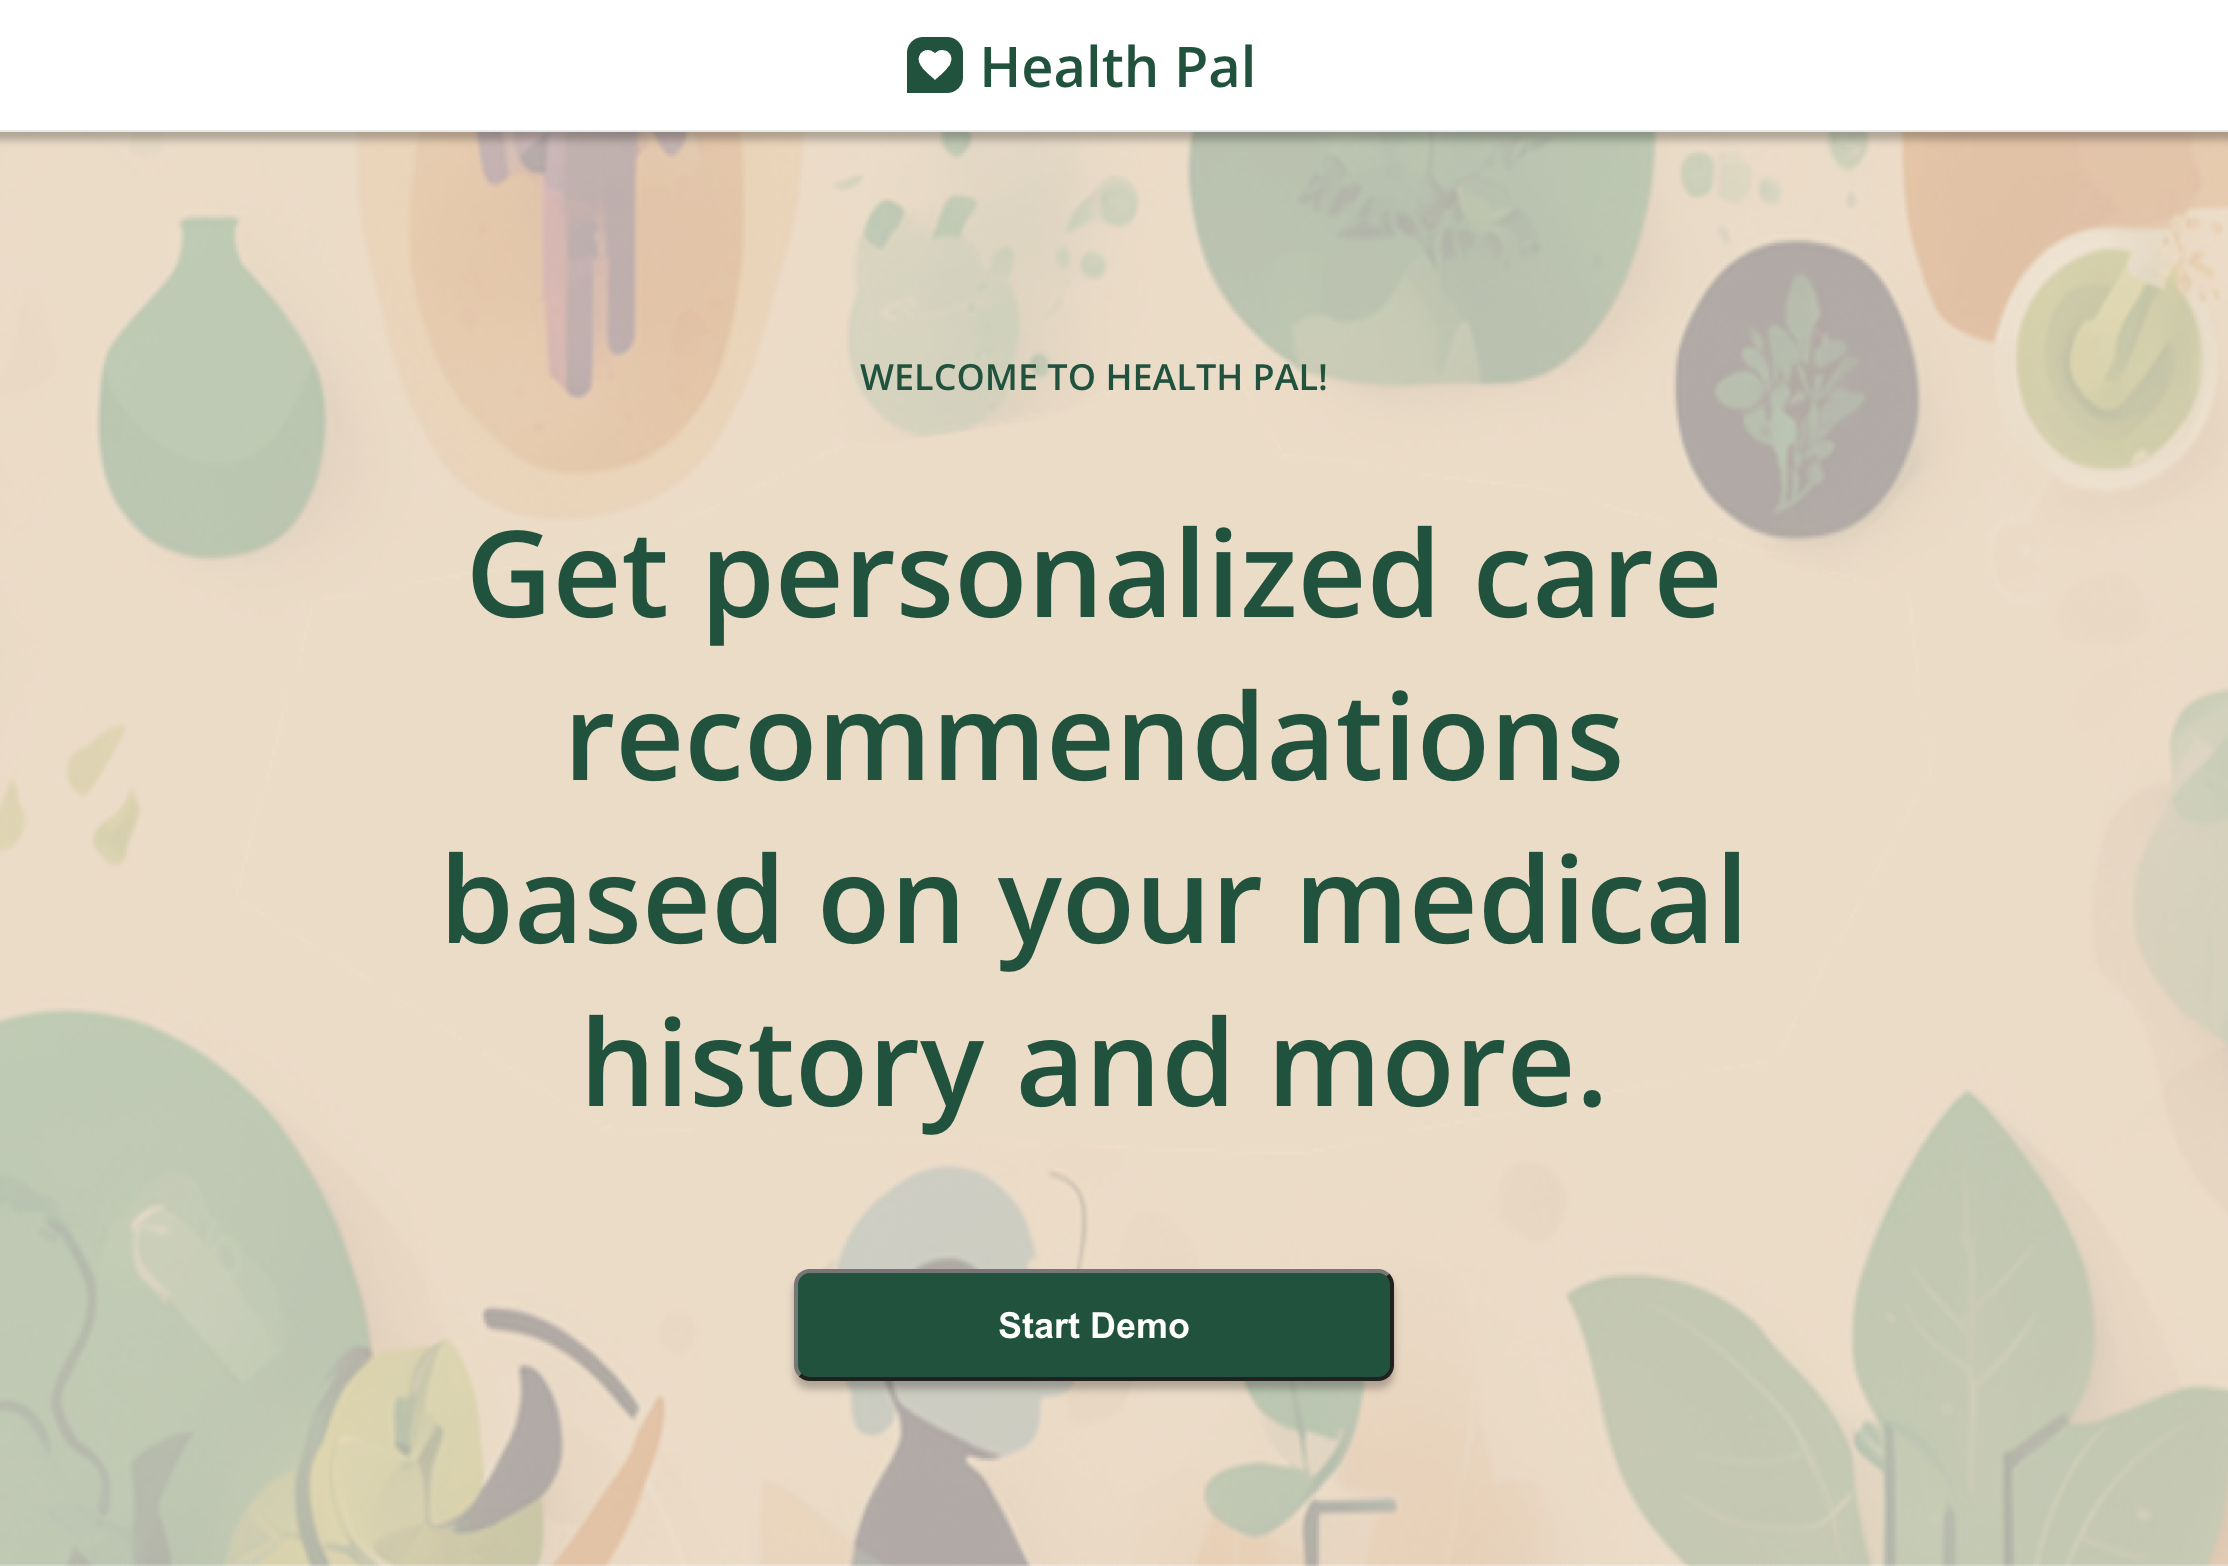 Health Pal
WELCOME TO HEALTH PAL!
Get personalized care
recommendations
based on your medical
history and more.
Start Demo